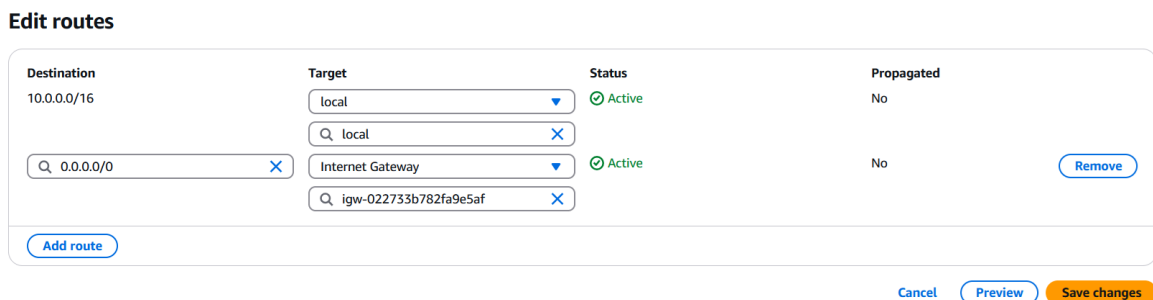 Edit routes
Destination Target Status Propagated
10.0.0.0/16 local Active No
local
0.0.0.0/0 Internet Gateway Active No Remove
igw-022733b782fa9e5af
Add route
Cancel Preview Save changes